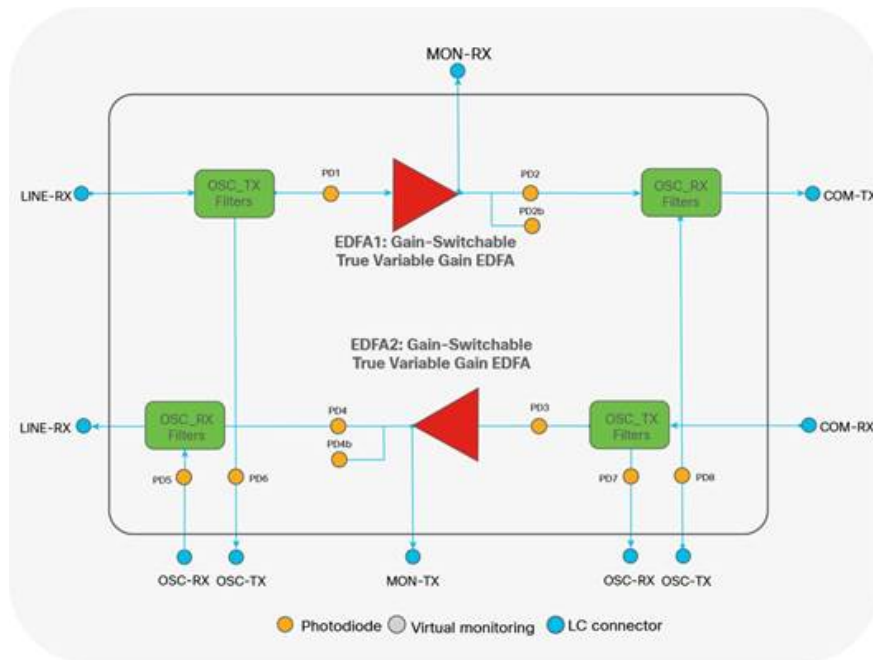 MON-RX
LINE-RX
OSC_TX
Filters
PD1
PD2
PD2b
OSC_RX
Filters
COM-TX
EDFA1: Gain-Switchable
True Variable Gain EDFA
EDFA2: Gain-Switchable
True Variable Gain EDFA
LINE-RX
OSC_RX
Filters
PD4
PD4b
PD3
OSC_TX
Filters
COM-RX
PD5
PD6
PD7
PD8
OSC-RX
OSC-TX
MON-TX
OSC-RX
OSC-TX
Photodiode
Virtual monitoring
LC connector